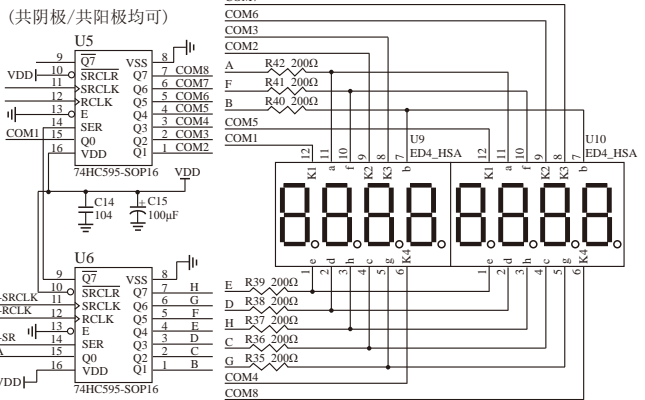 (共阴极/共阳极均可)
U5
9 Q7 VSS 8
VDD 10 SRCLR Q7 7 COM8
11 SRCLK Q6 6 COM7
12 RCLK Q5 5 COM6
13 E Q4 4 COM5
14 SER Q3 3 COM4
COM1 15 Q0 Q2 2 COM3
16 VDD Q1 1 COM2
74HC595-SOP16
VDD
C14
104
+ C15
100μF
U6
9 Q7 VSS 8
10 SRCLR Q7 7 H
-SRCLK 11 SRCLK Q6 6 G
-RCLK 12 RCLK Q5 5 F
13 E Q4 4 E
-SR 14 SER Q3 3 D
15 Q0 Q2 2 C
VDD 16 VDD Q1 1 B
74HC595-SOP16
COM6
COM3
COM2
A R42 200Ω
F R41 200Ω
B R40 200Ω
COM5
COM1
U9
ED4_HSA
U10
ED4_HSA
12 11 10 9 8 7
K1 a f K2 K3 b
12 11 10 9 8 7
K1 a f K2 K3 b
e d h c g K4
1 2 3 4 5 6
e d h c g K4
1 2 3 4 5 6
E R39 200Ω
D R38 200Ω
H R37 200Ω
C R36 200Ω
G R35 200Ω
COM4
COM8